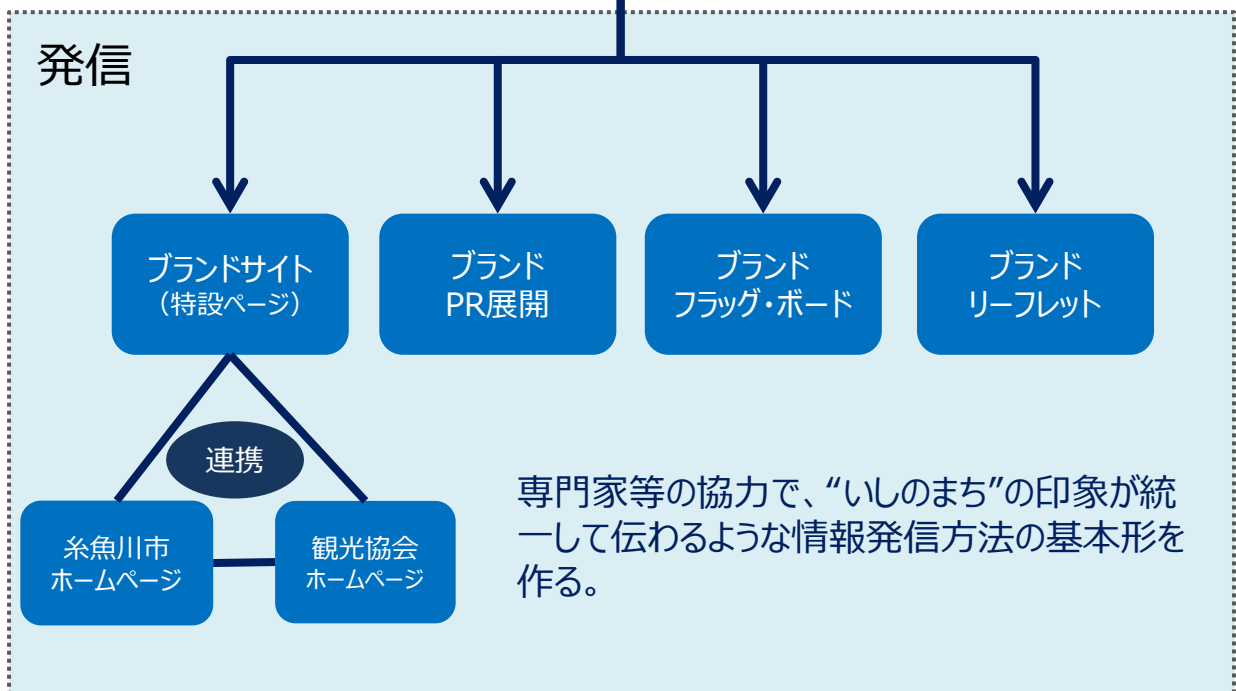 発信
ブランドサイト
（特設ページ）
ブランド
PR展開
ブランド
フラッグ・ボード
ブランド
リーフレット
連携
糸魚川市
ホームページ
観光協会
ホームページ
専門家等の協力で、“いしのまち”の印象が統
一して伝わるような情報発信方法の基本形を
作る。